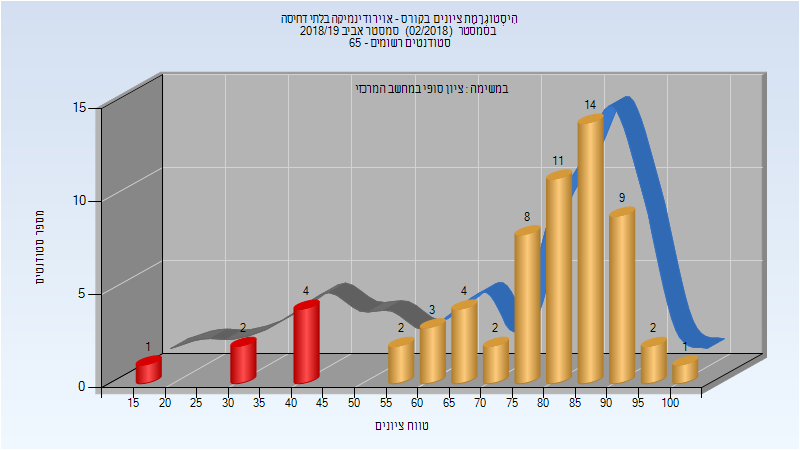 היסטוגרמת ציונים בקורס - אוירודינמיקה בלתי דחיסה
בסמסטר (02/2018) סמסטר אביב 2018/19
סטודנטים רשומים - 65
במשימה : ציון סופי במחשב המרכזי
15
10
5
0
מספר סטודנטים
1
2
4
2
3
4
2
8
11
14
9
2
1
15 20 25 30 35 40 45 50 55 60 65 70 75 80 85 90 95 100
טווח ציונים